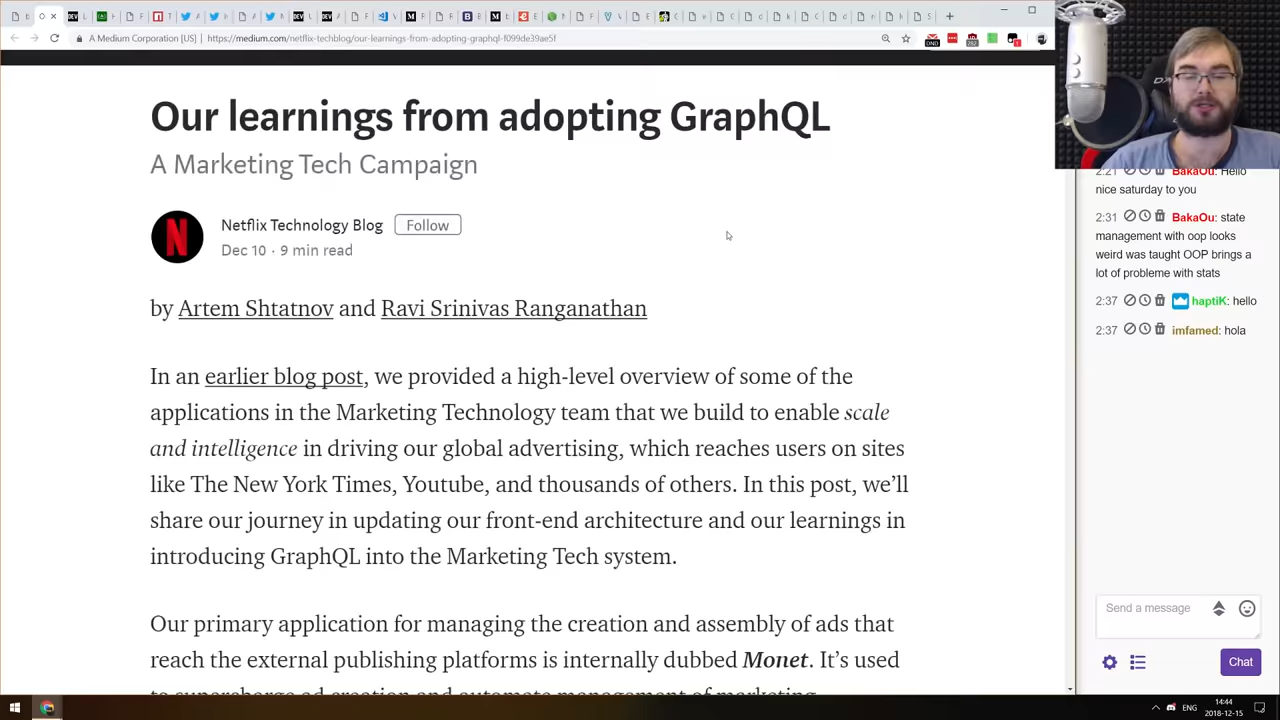 A Medium Corporation [US] | https://medium.com/netflix-techblog/our-learnings-from-adopting-graphql-f099de39ae5f
Our learnings from adopting GraphQL
A Marketing Tech Campaign
Netflix Technology Blog Follow
Dec 10 · 9 min read
by Artem Shtatnov and Ravi Srinivas Ranganathan
In an earlier blog post, we provided a high-level overview of some of the
applications in the Marketing Technology team that we build to enable scale
and intelligence in driving our global advertising, which reaches users on sites
like The New York Times, Youtube, and thousands of others. In this post, we’ll
share our journey in updating our front-end architecture and our learnings in
introducing GraphQL into the Marketing Tech system.
Our primary application for managing the creation and assembly of ads that
reach the external publishing platforms is internally dubbed Monet. It’s used
to supercharge ad creation and automate management of marketing
2:21 BakaOu: Hello
nice saturday to you
2:31 BakaOu: state
management with oop looks
weird was taught OOP brings a
lot of probleme with stats
2:37 haptiK: hello
2:37 imfamed: hola
Send a message
Chat
ENG
14:44
2018-12-15